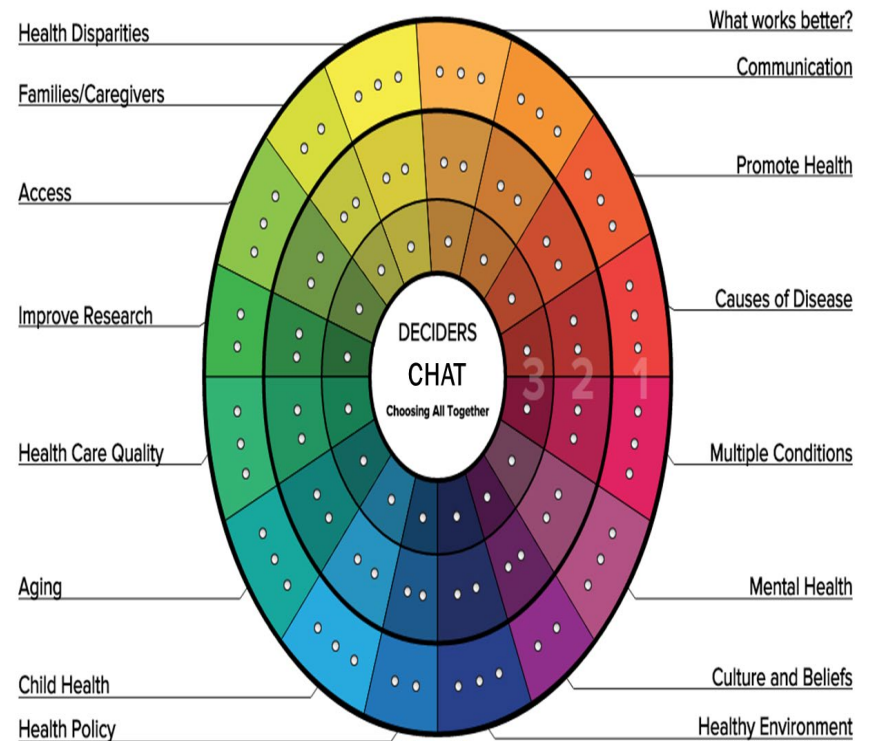 Health Disparities
Families/Caregivers
Access
Improve Research
Health Care Quality
Aging
Child Health
Health Policy
DECIDERS
CHAT
Choosing All Together
3 2 1
What works better?
Communication
Promote Health
Causes of Disease
Multiple Conditions
Mental Health
Culture and Beliefs
Healthy Environment